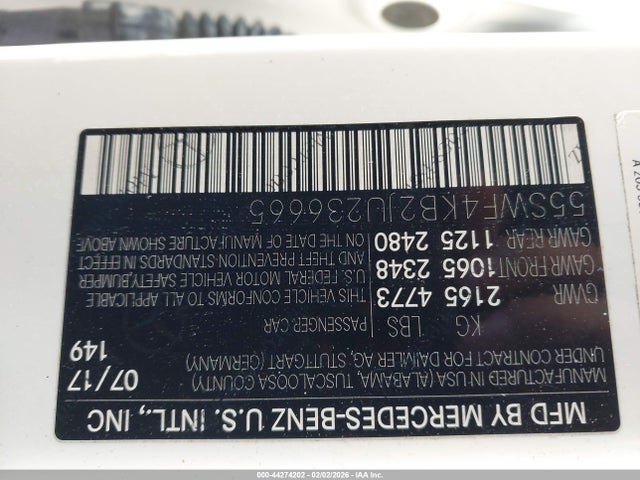 MFD BY MERCEDES-BENZ U.S. INTL., INC
MANUFACTURED IN USA (ALABAMA, TUSCALOOSA COUNTY)
UNDER CONTRACT FOR DAIMLER AG, STUTTGART (GERMANY)
07/17
149
KG LBS PASSENGER CAR
GVWR 2165 4773
GAWR FRONT 1065 2348
GAWR REAR 1125 2480
THIS VEHICLE CONFORMS TO ALL APPLICABLE
U.S. FEDERAL MOTOR VEHICLE SAFETY,BUMPER
AND THEFT PREVENTION STANDARDS IN EFFECT
ON THE DATE OF MANUFACTURE SHOWN ABOVE
55SWF4KB2JU236665
000-44274202 - 02/02/2026 - © IAA Inc.